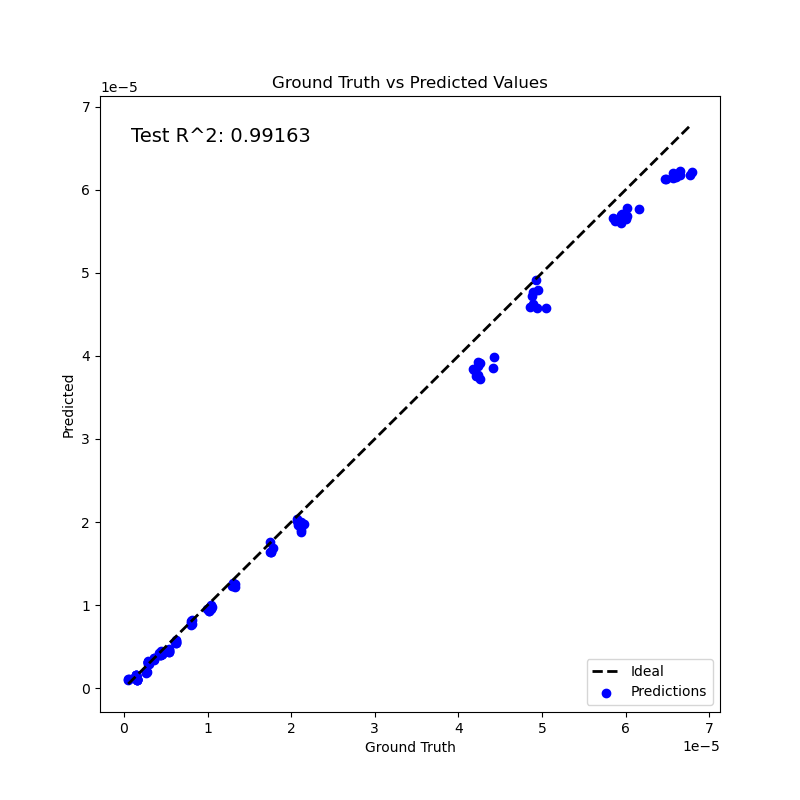 Ground Truth vs Predicted Values
1e−5
Test R^2: 0.99163
7
6
5
4
3
2
1
0
Predicted
Ideal
Predictions
0 1 2 3 4 5 6 7
Ground Truth
1e−5